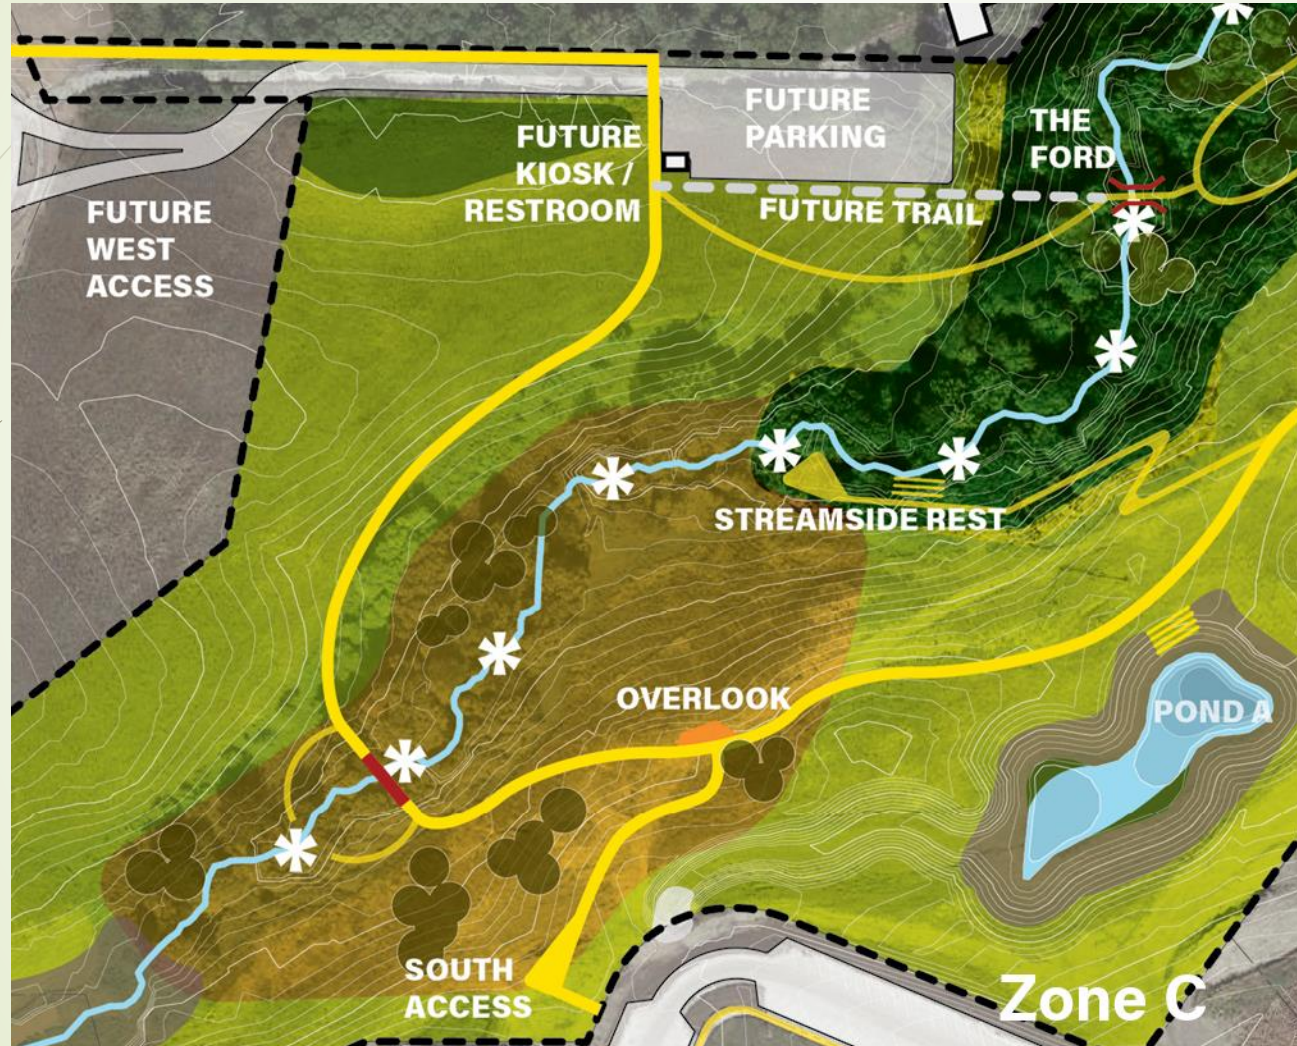 FUTURE
PARKING
THE
FORD
FUTURE
KIOSK /
RESTROOM
FUTURE TRAIL
FUTURE
WEST
ACCESS
STREAMSIDE REST
OVERLOOK
POND A
SOUTH
ACCESS
Zone C